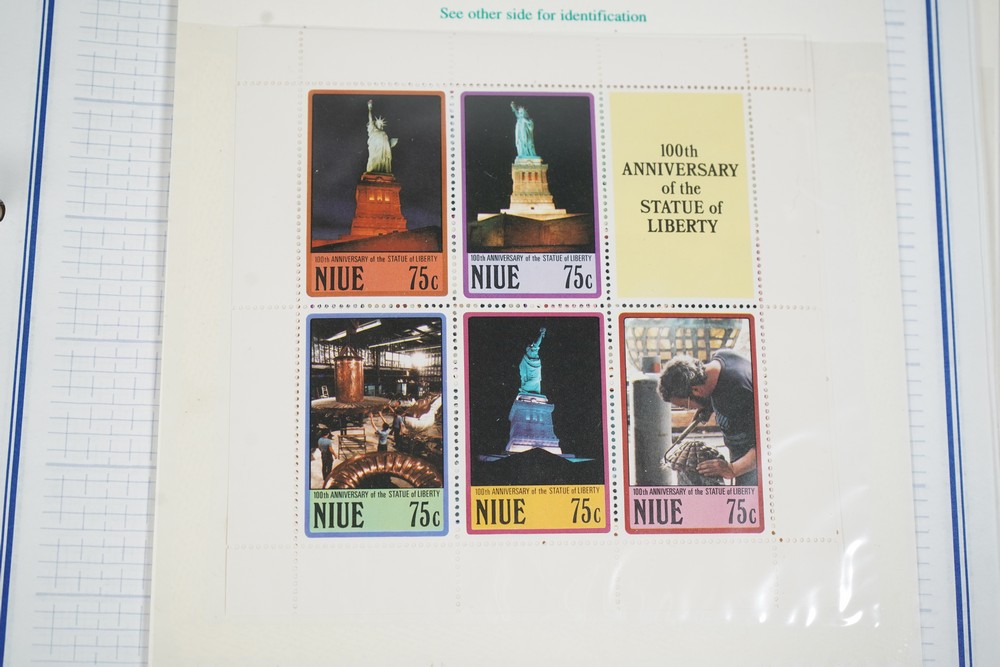 See other side for identification
100th ANNIVERSARY of the STATUE of LIBERTY
NIUE 75c
100th ANNIVERSARY of the STATUE of LIBERTY
NIUE 75c
100th
ANNIVERSARY
of the
STATUE of
LIBERTY
100th ANNIVERSARY of the STATUE of LIBERTY
NIUE 75c
100th ANNIVERSARY of the STATUE of LIBERTY
NIUE 75c
100th ANNIVERSARY of the STATUE of LIBERTY
NIUE 75c